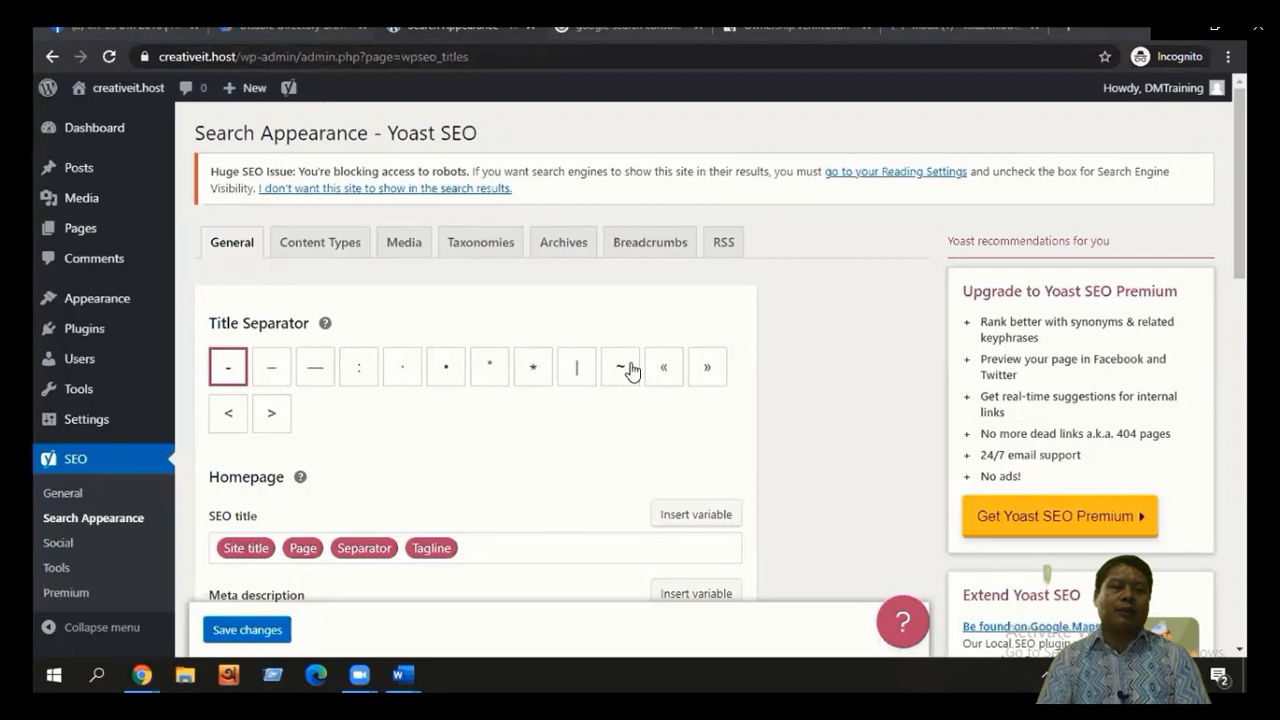 Search Appearance
Inbox (
creativeit.host/wp-admin/admin.php?page=wpseo_titles
Incognito
creativeit.host
0
New
Howdy, DMTraining
Dashboard
Posts
Media
Pages
Comments
Appearance
Plugins
Users
Tools
Settings
SEO
General
Search Appearance
Social
Tools
Premium
Collapse menu
Search Appearance - Yoast SEO
Huge SEO Issue: You're blocking access to robots. If you want search engines to show this site in their results, you must go to your Reading Settings and uncheck the box for Search Engine
Visibility. I don't want this site to show in the search results.
General Content Types Media Taxonomies Archives Breadcrumbs RSS
Title Separator ?
- – — : · • * ⋆ | ~ « »
< >
Homepage ?
SEO title
Insert variable
Site title Page Separator Tagline
Meta description
Insert variable
Save changes
?
Yoast recommendations for you
Upgrade to Yoast SEO Premium
+ Rank better with synonyms & related
keyphrases
+ Preview your page in Facebook and
Twitter
+ Get real-time suggestions for internal
links
+ No more dead links a.k.a. 404 pages
+ 24/7 email support
+ No ads!
Get Yoast SEO Premium
Extend Yoast SEO
Be found on Google Maps
Our Local SEO plugin
2